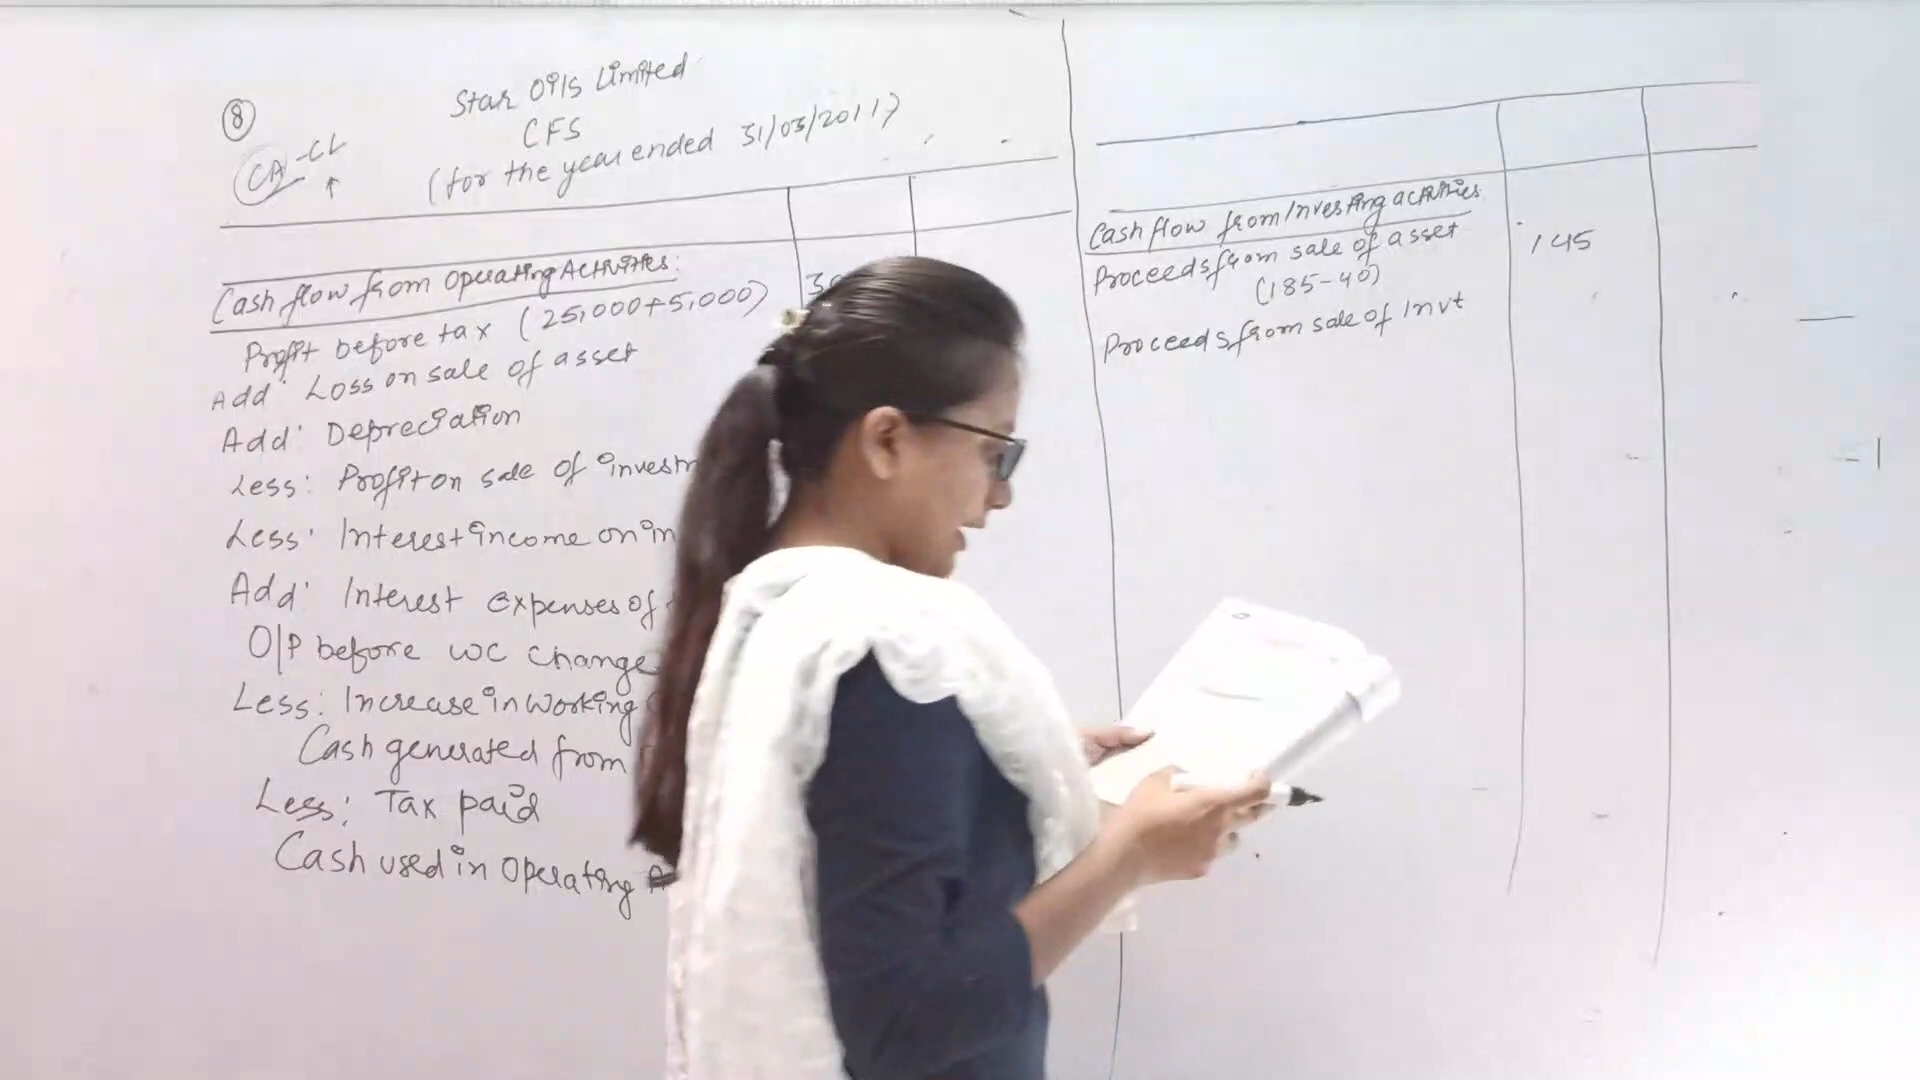 8
CA - CL
Star Oils Limited
CFS
(for the year ended 31/03/2011)
Cash flow from Operating Activities:
Profit before tax (25,000+5,000) 30
Add: Loss on sale of asset
Add: Depreciation
Less: Profit on sale of investm
Less: Interest income on in
Add: Interest expenses of
O/P before WC change
Less: Increase in working
Cash generated from
Less: Tax paid
Cash used in Operating A
Cash flow from Investing activities
Proceeds from sale of asset 145
(185-40)
Proceeds from sale of Invt